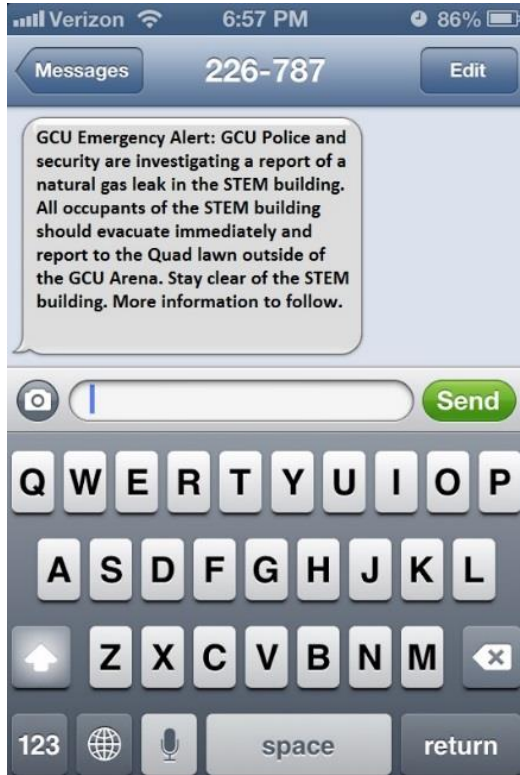 Verizon 6:57 PM 86%
Messages 226-787 Edit
GCU Emergency Alert: GCU Police and
security are investigating a report of a
natural gas leak in the STEM building.
All occupants of the STEM building
should evacuate immediately and
report to the Quad lawn outside of
the GCU Arena. Stay clear of the STEM
building. More information to follow.
Send
Q W E R T Y U I O P
A S D F G H J K L
Z X C V B N M
123 space return